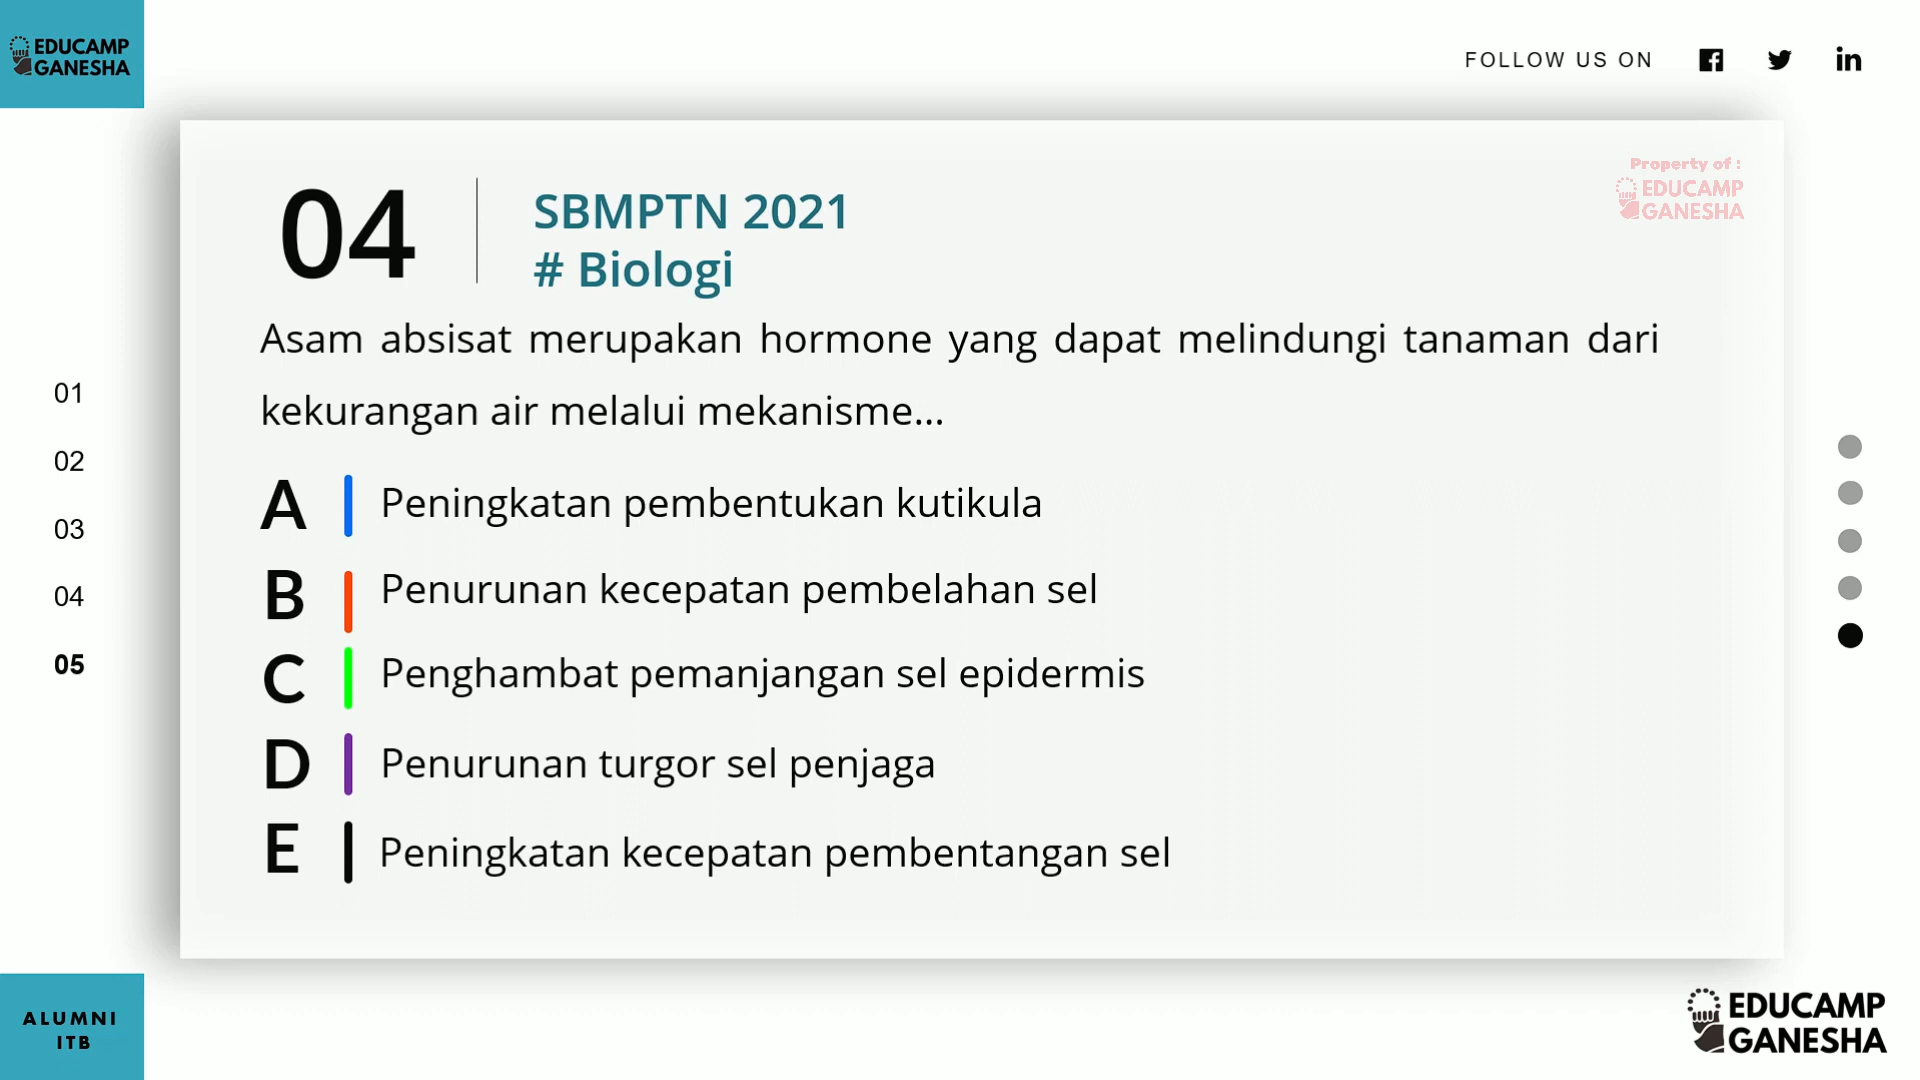 EDUCAMP
GANESHA
FOLLOW US ON
Property of :
EDUCAMP
GANESHA
04
SBMPTN 2021
# Biologi
Asam absisat merupakan hormone yang dapat melindungi tanaman dari
kekurangan air melalui mekanisme...
A Peningkatan pembentukan kutikula
B Penurunan kecepatan pembelahan sel
C Penghambat pemanjangan sel epidermis
D Penurunan turgor sel penjaga
E Peningkatan kecepatan pembentangan sel
01
02
03
04
05
ALUMNI
ITB
EDUCAMP
GANESHA